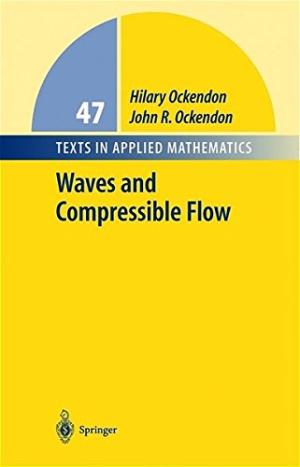 47
Hilary Ockendon
John R. Ockendon
TEXTS IN APPLIED MATHEMATICS
Waves and
Compressible Flow
Springer